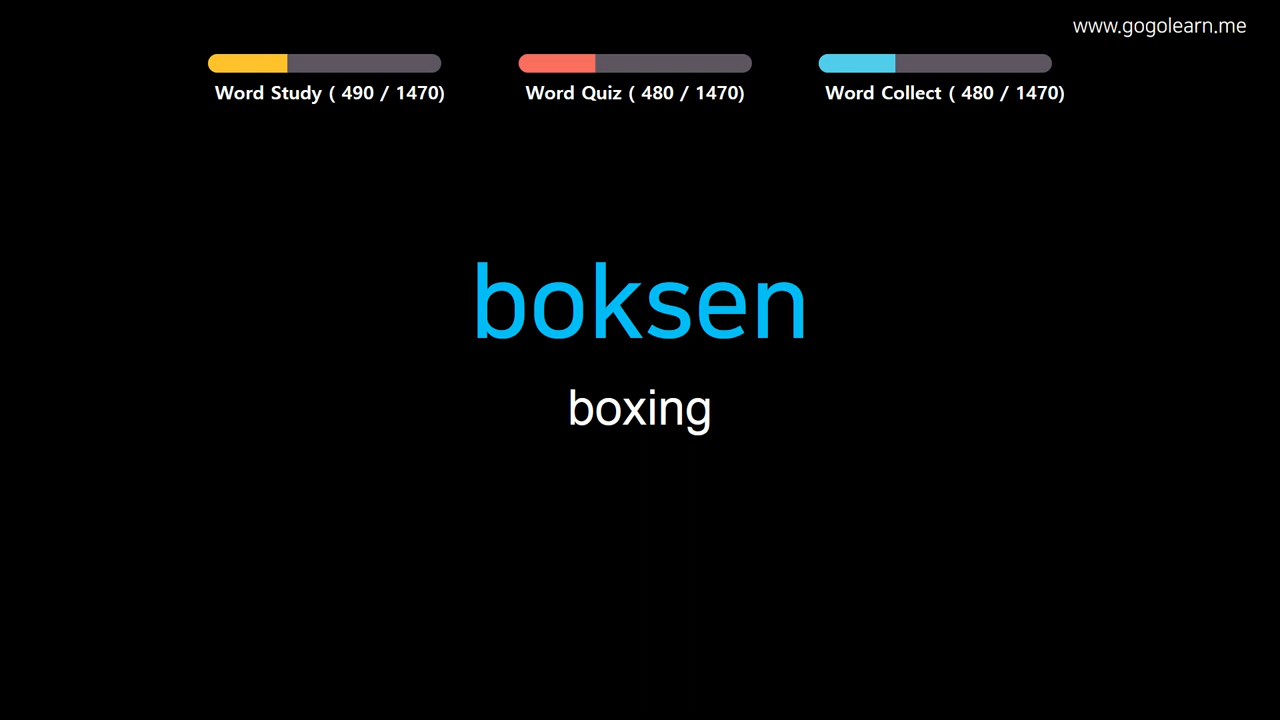 www.gogolearn.me
Word Study ( 490 / 1470)
Word Quiz ( 480 / 1470)
Word Collect ( 480 / 1470)
boksen
boxing